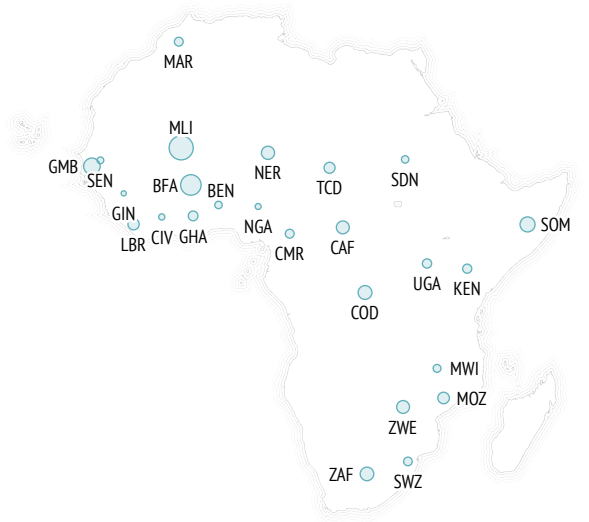 MAR
MLI
GMB
SEN
BFA
BEN
NER
TCD
SDN
GIN
LBR
CIV
GHA
NGA
CMR
CAF
SOM
UGA
KEN
COD
MWI
MOZ
ZWE
ZAF
SWZ